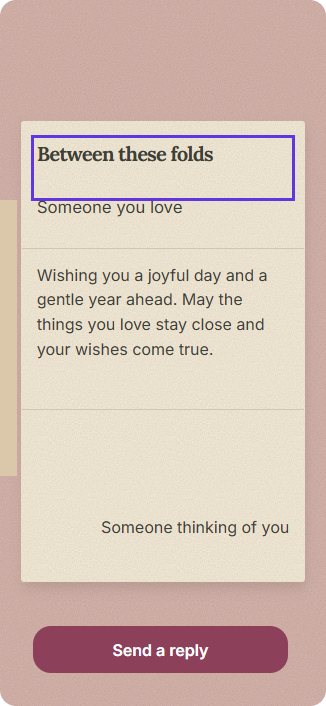 Between these folds
Someone you love
Wishing you a joyful day and a
gentle year ahead. May the
things you love stay close and
your wishes come true.
Someone thinking of you
Send a reply